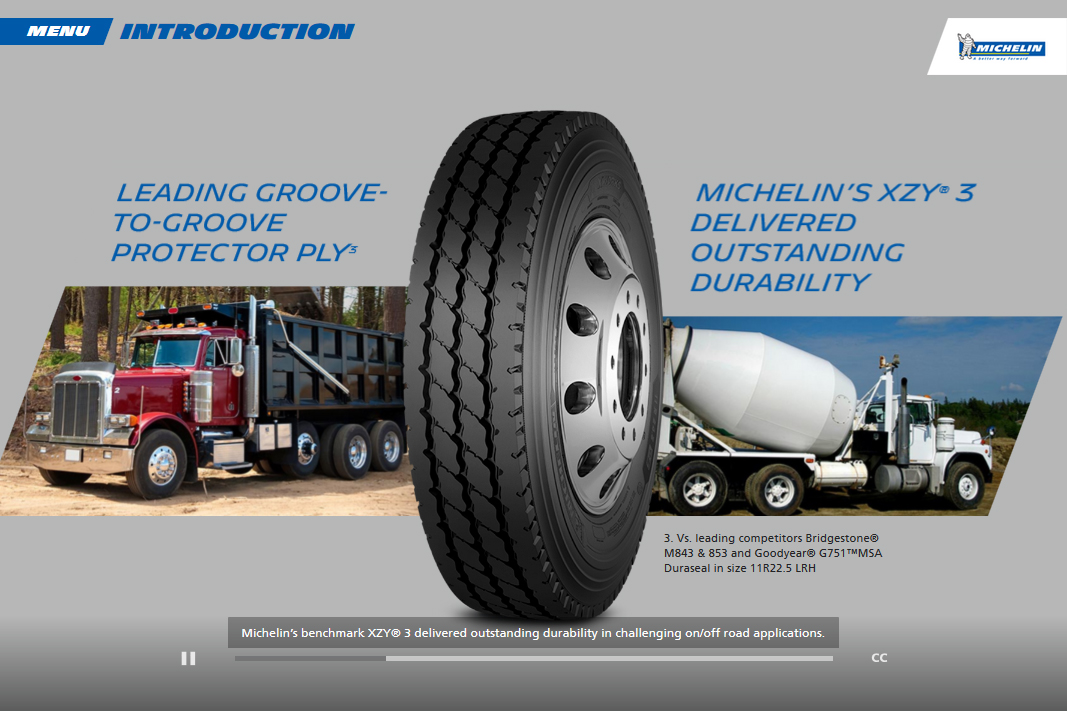 MENU
INTRODUCTION
MICHELIN
A better way forward
LEADING GROOVE-
TO-GROOVE
PROTECTOR PLY³
MICHELIN’S XZY® 3
DELIVERED
OUTSTANDING
DURABILITY
2
3. Vs. leading competitors Bridgestone®
M843 & 853 and Goodyear® G751™MSA
Duraseal in size 11R22.5 LRH
Michelin’s benchmark XZY® 3 delivered outstanding durability in challenging on/off road applications.
CC